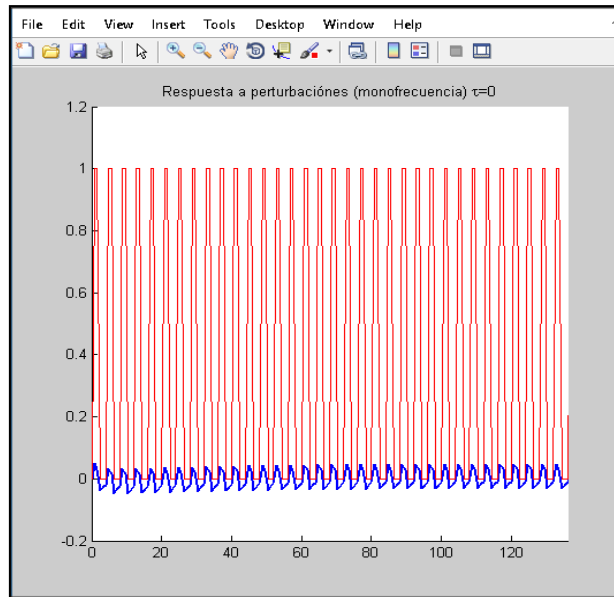 File Edit View Insert Tools Desktop Window Help
Respuesta a perturbaciónes (monofrecuencia) τ=0
1.2
1
0.8
0.6
0.4
0.2
0
-0.2
0 20 40 60 80 100 120